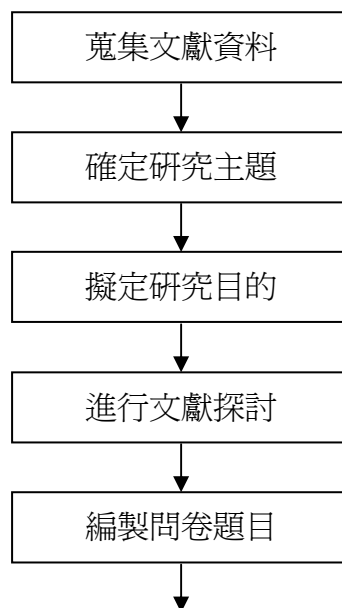 蒐集文獻資料
確定研究主題
擬定研究目的
進行文獻探討
編製問卷題目